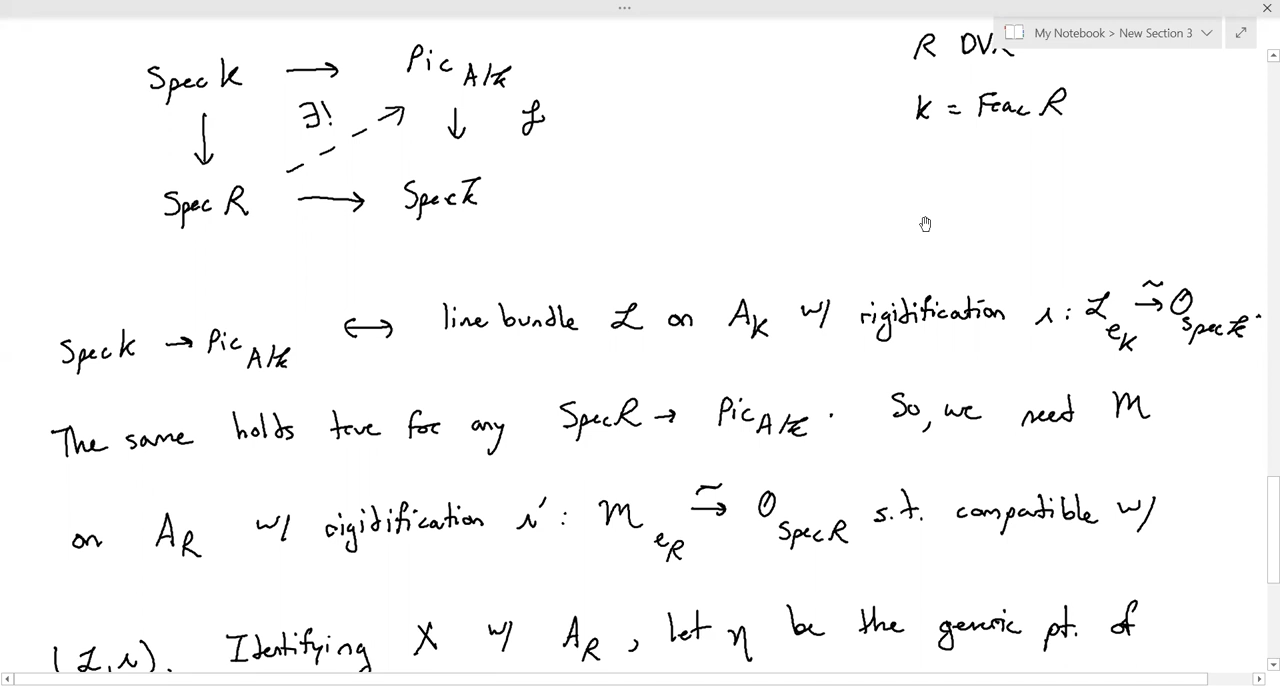 My Notebook > New Section 3
Spec K → Pic_{A/k} R DVR
∃! ↓ ℒ K = Frac R
Spec R → Spec k
Spec K → Pic_{A/k} ↔ line bundle ℒ on A_K w/ rigitification i : ℒ_{e_K} ≅→ 𝒪_{Spec K}.
The same holds true for any Spec R → Pic_{A/k}. So, we need M
on A_R w/ rigitification i' : M_{e_R} ≅→ 𝒪_{Spec R} s.t. compatible w/
(ℒ, i). Identifying X w/ A_R, let η be the generic pt. of